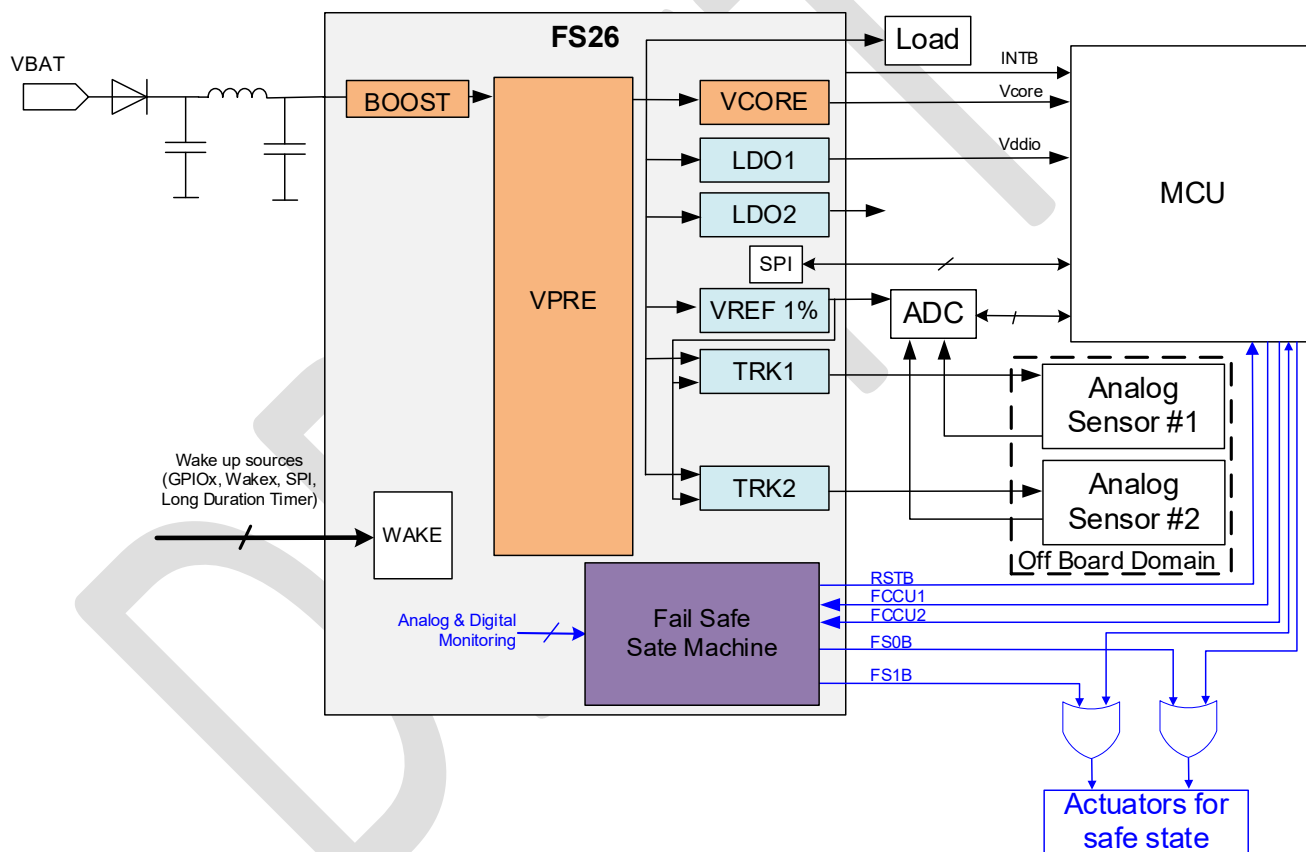 FS26
Load
VBAT
INTB
BOOST
VCORE
Vcore
LDO1
Vddio
MCU
LDO2
SPI
VPRE
VREF 1%
ADC
TRK1
Analog
Sensor #1
Wake up sources
(GPIOx, Wakex, SPI,
Long Duration Timer)
TRK2
Analog
Sensor #2
WAKE
Off Board Domain
RSTB
FCCU1
FCCU2
FS0B
FS1B
Analog & Digital
Monitoring
Fail Safe
Sate Machine
Actuators for
safe state
DRAFT